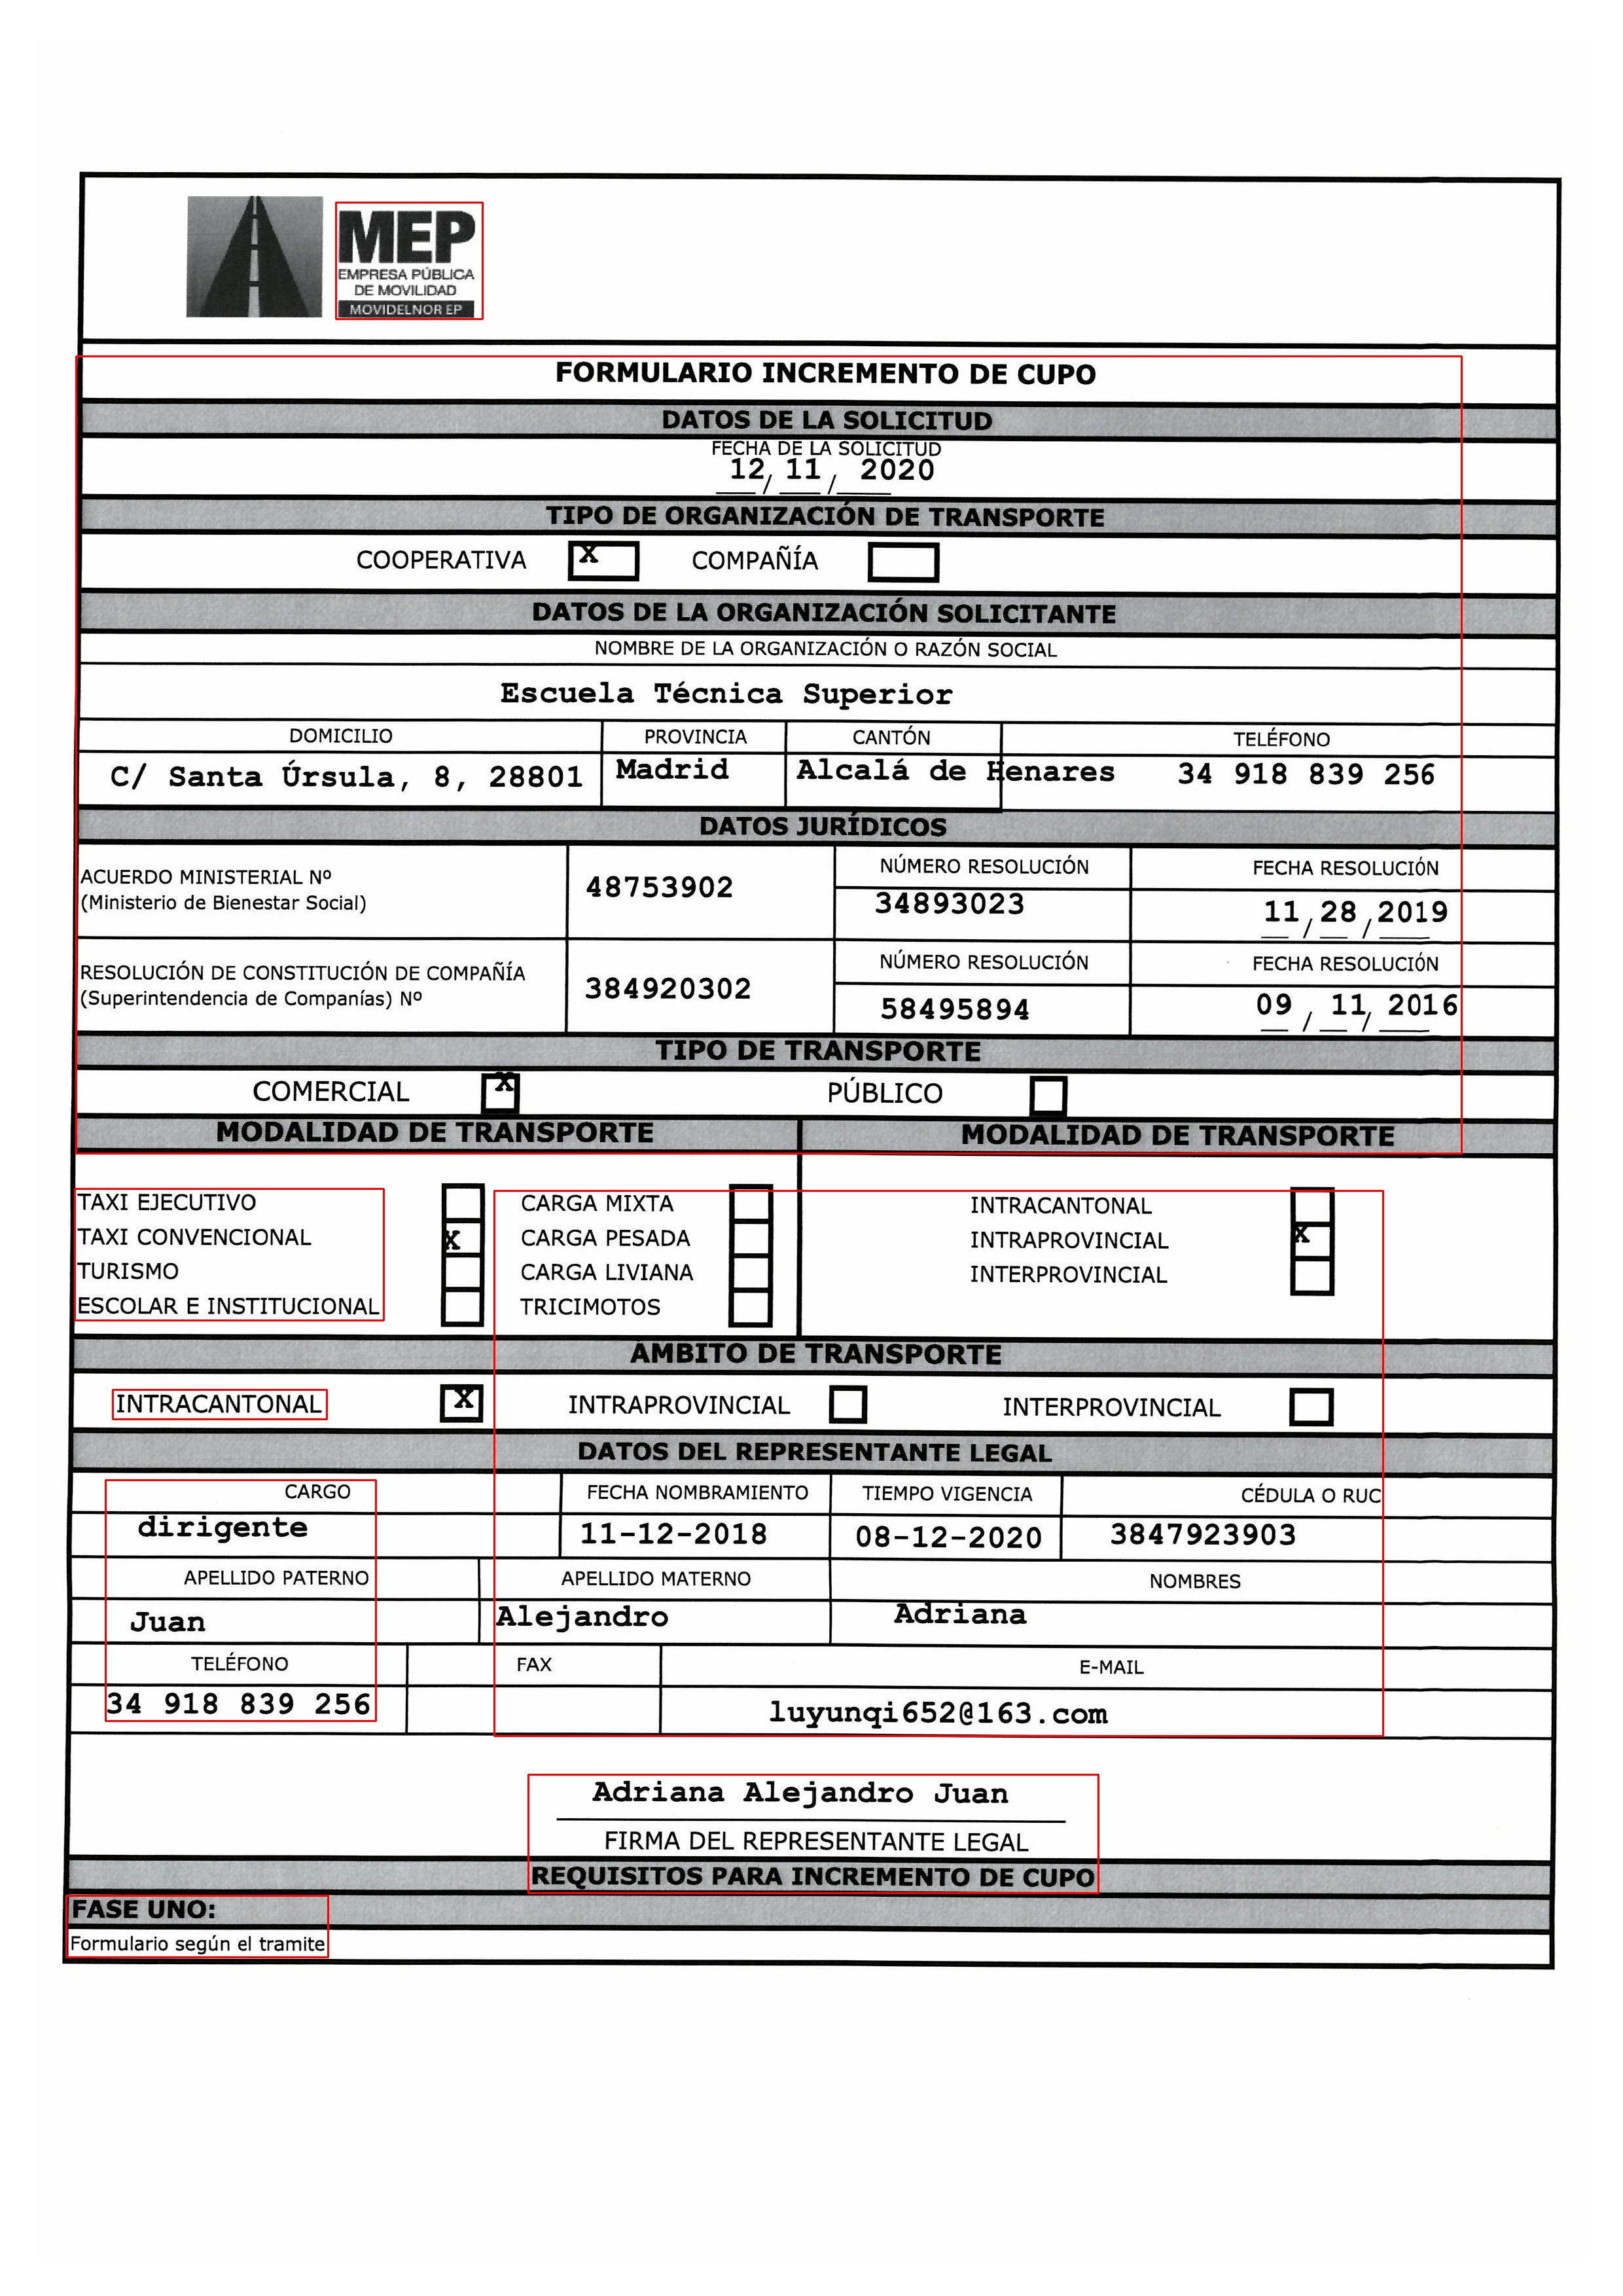 MEP
EMPRESA PÚBLICA
DE MOVILIDAD
MOVIDELNOR EP
FORMULARIO INCREMENTO DE CUPO
DATOS DE LA SOLICITUD
FECHA DE LA SOLICITUD
12/ 11 / 2020
TIPO DE ORGANIZACIÓN DE TRANSPORTE
COOPERATIVA X COMPAÑÍA
DATOS DE LA ORGANIZACIÓN SOLICITANTE
NOMBRE DE LA ORGANIZACIÓN O RAZÓN SOCIAL
Escuela Técnica Superior
DOMICILIO PROVINCIA CANTÓN TELÉFONO
C/ Santa Úrsula, 8, 28801 Madrid Alcalá de Henares 34 918 839 256
DATOS JURÍDICOS
ACUERDO MINISTERIAL Nº
(Ministerio de Bienestar Social)
48753902
NÚMERO RESOLUCIÓN FECHA RESOLUCIÓN
34893023 11 / 28 / 2019
RESOLUCIÓN DE CONSTITUCIÓN DE COMPAÑÍA
(Superintendencia de Companías) Nº
384920302
NÚMERO RESOLUCIÓN FECHA RESOLUCIÓN
58495894 09 / 11/ 2016
TIPO DE TRANSPORTE
COMERCIAL X PÚBLICO
MODALIDAD DE TRANSPORTE MODALIDAD DE TRANSPORTE
TAXI EJECUTIVO CARGA MIXTA INTRACANTONAL
TAXI CONVENCIONAL X CARGA PESADA INTRAPROVINCIAL X
TURISMO CARGA LIVIANA INTERPROVINCIAL
ESCOLAR E INSTITUCIONAL TRICIMOTOS
ÁMBITO DE TRANSPORTE
INTRACANTONAL X INTRAPROVINCIAL INTERPROVINCIAL
DATOS DEL REPRESENTANTE LEGAL
CARGO FECHA NOMBRAMIENTO TIEMPO VIGENCIA CÉDULA O RUC
dirigente 11-12-2018 08-12-2020 3847923903
APELLIDO PATERNO APELLIDO MATERNO NOMBRES
Juan Alejandro Adriana
TELÉFONO FAX E-MAIL
34 918 839 256 luyunqi652@163.com
Adriana Alejandro Juan
FIRMA DEL REPRESENTANTE LEGAL
REQUISITOS PARA INCREMENTO DE CUPO
FASE UNO:
Formulario según el tramite